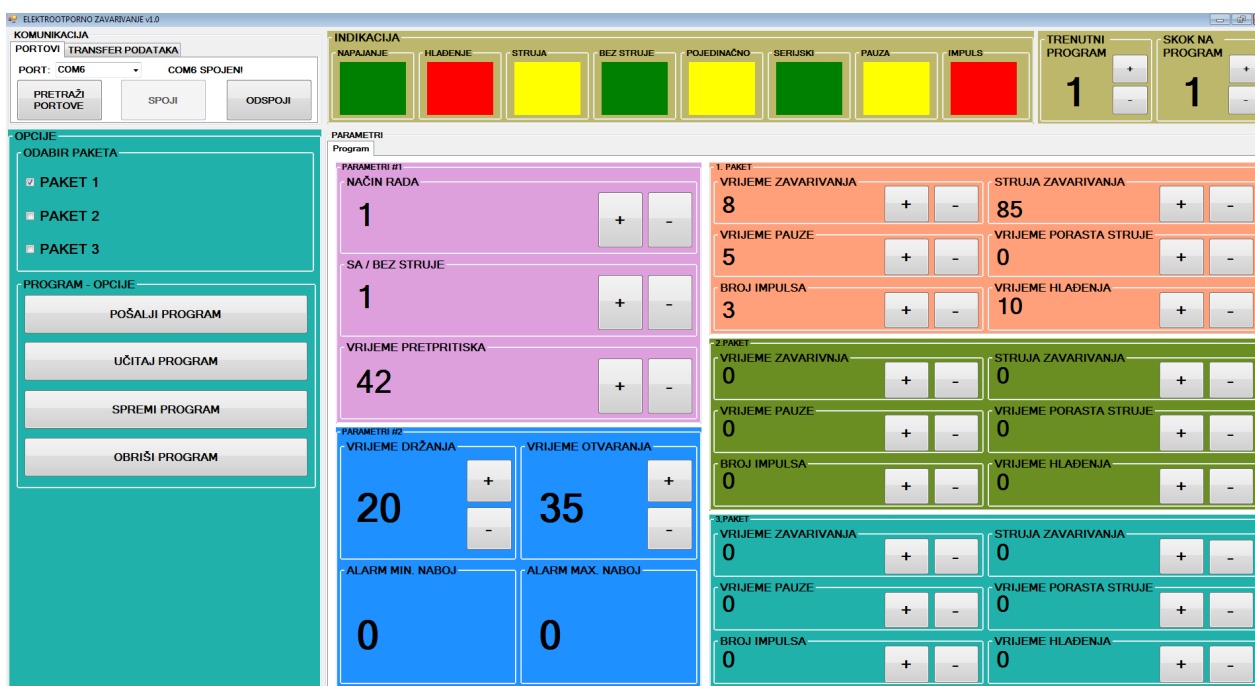 ELEKTROOTPORNO ZAVARIVANJE v1.0
KOMUNIKACIJA
PORTOVI TRANSFER PODATAKA
PORT: COM6 COM6 SPOJEN!
PRETRAŽI
PORTOVE
SPOJI
ODSPOJI
INDIKACIJA
NAPAJANJE HLAĐENJE STRUJA BEZ STRUJE POJEDINAČNO SERIJSKI PAUZA IMPULS
TRENUTNI
PROGRAM
1
+
-
SKOK NA
PROGRAM
1
+
-
OPCIJE
ODABIR PAKETA
PAKET 1
PAKET 2
PAKET 3
PROGRAM - OPCIJE
POŠALJI PROGRAM
UČITAJ PROGRAM
SPREMI PROGRAM
OBRIŠI PROGRAM
PARAMETRI
Program
PARAMETRI #1
NAČIN RADA
1 + -
SA / BEZ STRUJE
1 + -
VRIJEME PRETPRITISKA
42 + -
PARAMETRI #2
VRIJEME DRŽANJA
20
+
-
VRIJEME OTVARANJA
35
+
-
ALARM MIN. NABOJ
0
ALARM MAX. NABOJ
0
1. PAKET
VRIJEME ZAVARIVANJA
8 + -
STRUJA ZAVARIVANJA
85 + -
VRIJEME PAUZE
5 + -
VRIJEME PORASTA STRUJE
0 + -
BROJ IMPULSA
3 + -
VRIJEME HLAĐENJA
10 + -
2.PAKET
VRIJEME ZAVARIVNJA
0 + -
STRUJA ZAVARIVANJA
0 + -
VRIJEME PAUZE
0 + -
VRIJEME PORASTA STRUJE
0 + -
BROJ IMPULSA
0 + -
VRIJEME HLAĐENJA
0 + -
3.PAKET
VRIJEME ZAVARIVANJA
0 + -
STRUJA ZAVARIVANJA
0 + -
VRIJEME PAUZE
0 + -
VRIJEME PORASTA STRUJE
0 + -
BROJ IMPULSA
0 + -
VRIJEME HLAĐENJA
0 + -